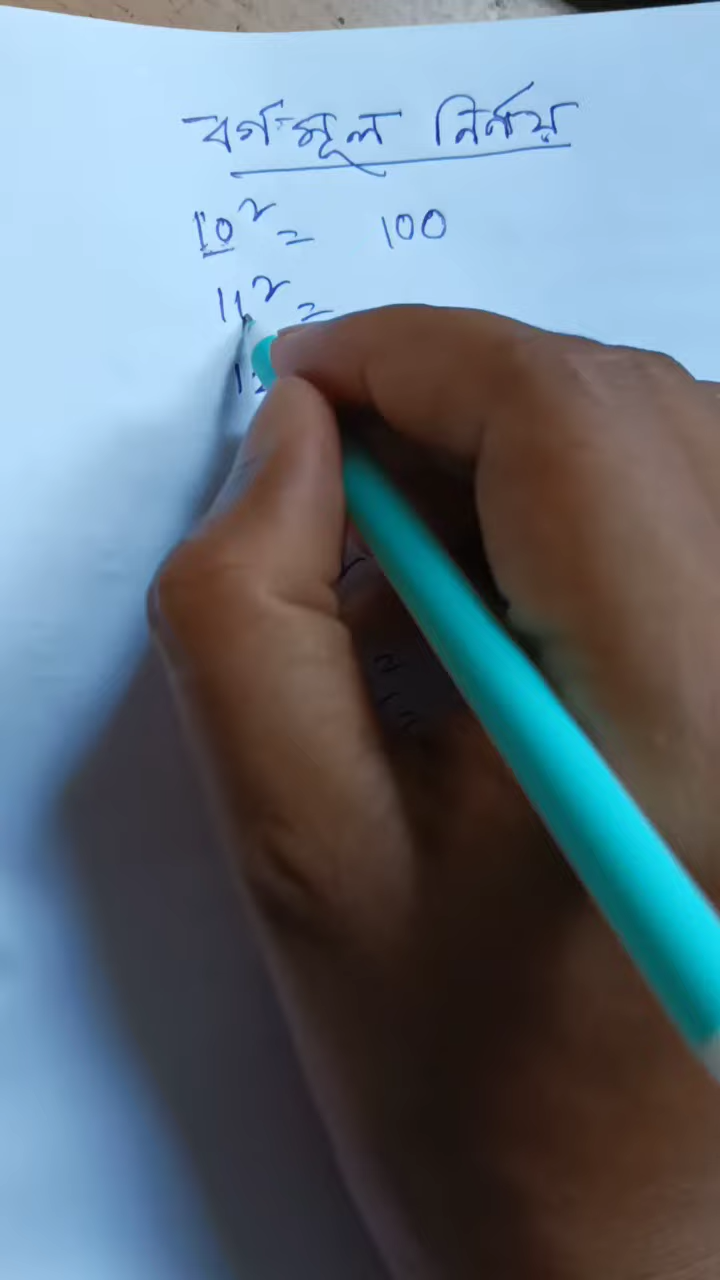 বর্গমূল নির্ণয়
10² = 100
11² =